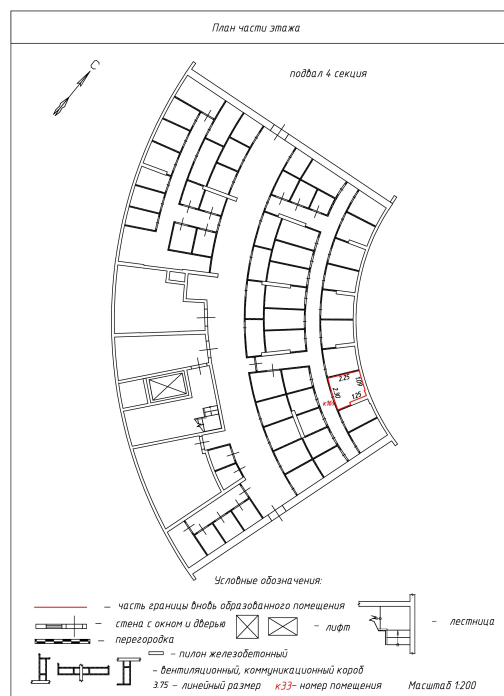 План части этажа
С
подвал 4 секция
2.25
1.09
2.10
1.25
Условные обозначения:
– часть границы вновь образованного помещения
– стена с окном и дверью
– лифт
– лестница
– перегородка
– пилон железобетонный
– вентиляционный, коммуникационный короб
3.75 – линейный размер к33– номер помещения Масштаб 1:200